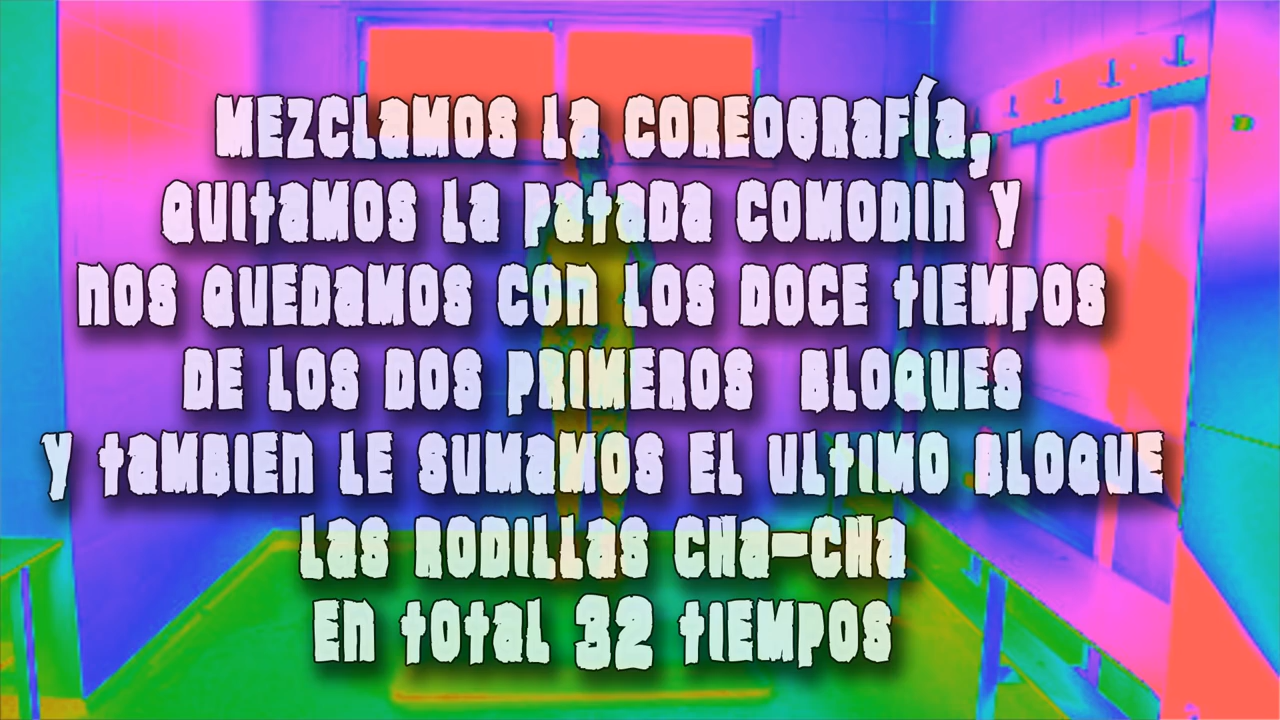 MEZCLAMOS LA COREOGRAFÍA,
QUITAMOS LA PATADA COMODIN Y
NOS QUEDAMOS CON LOS DOCE TIEMPOS
DE LOS DOS PRIMEROS BLOQUES
Y TAMBIEN LE SUMAMOS EL ULTIMO BLOQUE
LAS RODILLAS CHA-CHA
EN TOTAL 32 TIEMPOS